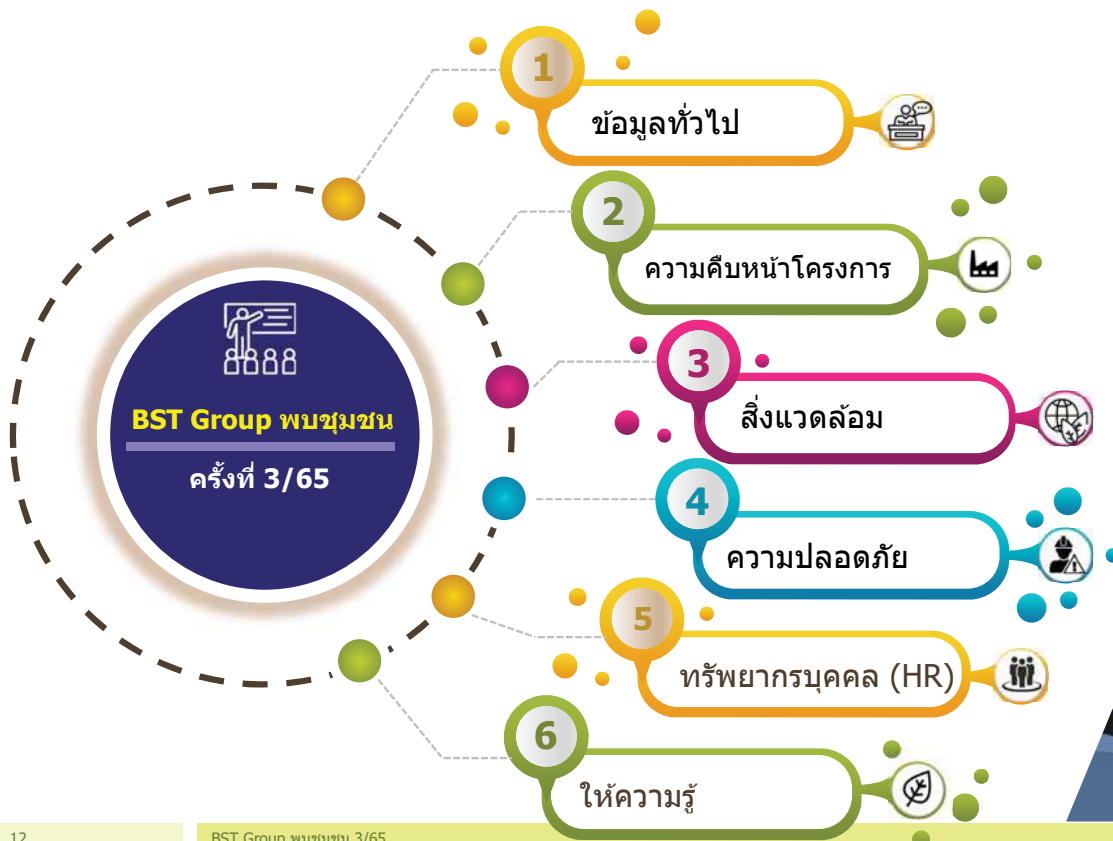 1
ข้อมูลทั่วไป
2
ความคืบหน้าโครงการ
3
สิ่งแวดล้อม
BST Group พบชุมชน
ครั้งที่ 3/65
4
ความปลอดภัย
5
ทรัพยากรบุคคล (HR)
6
ให้ความรู้
12
BST Group พบชุมชน 3/65